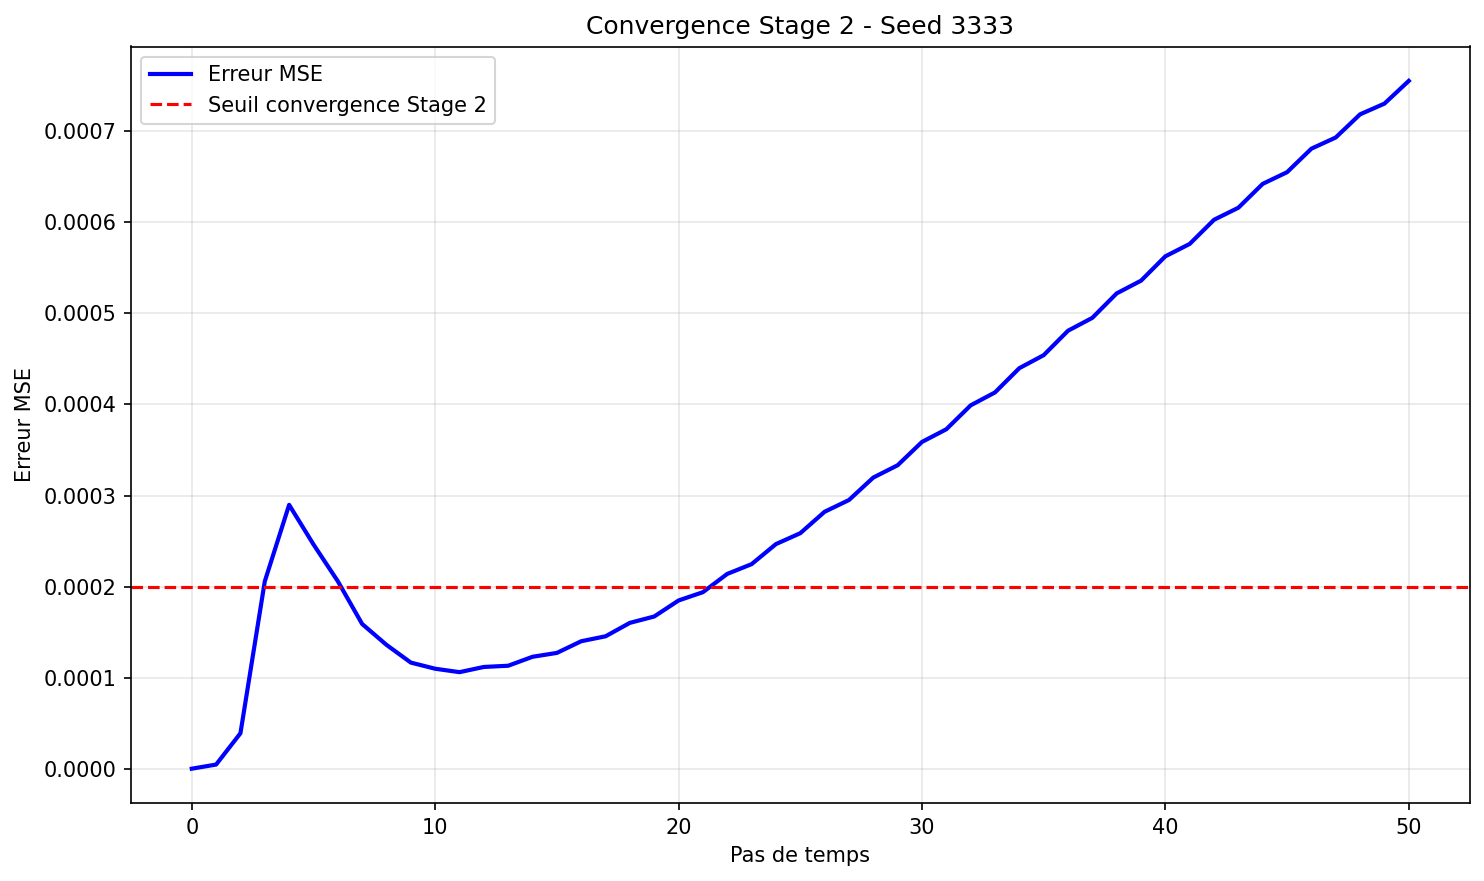 Convergence Stage 2 - Seed 3333
Erreur MSE
Seuil convergence Stage 2
0.0007
0.0006
0.0005
0.0004
0.0003
0.0002
0.0001
0.0000
Erreur MSE
0 10 20 30 40 50
Pas de temps